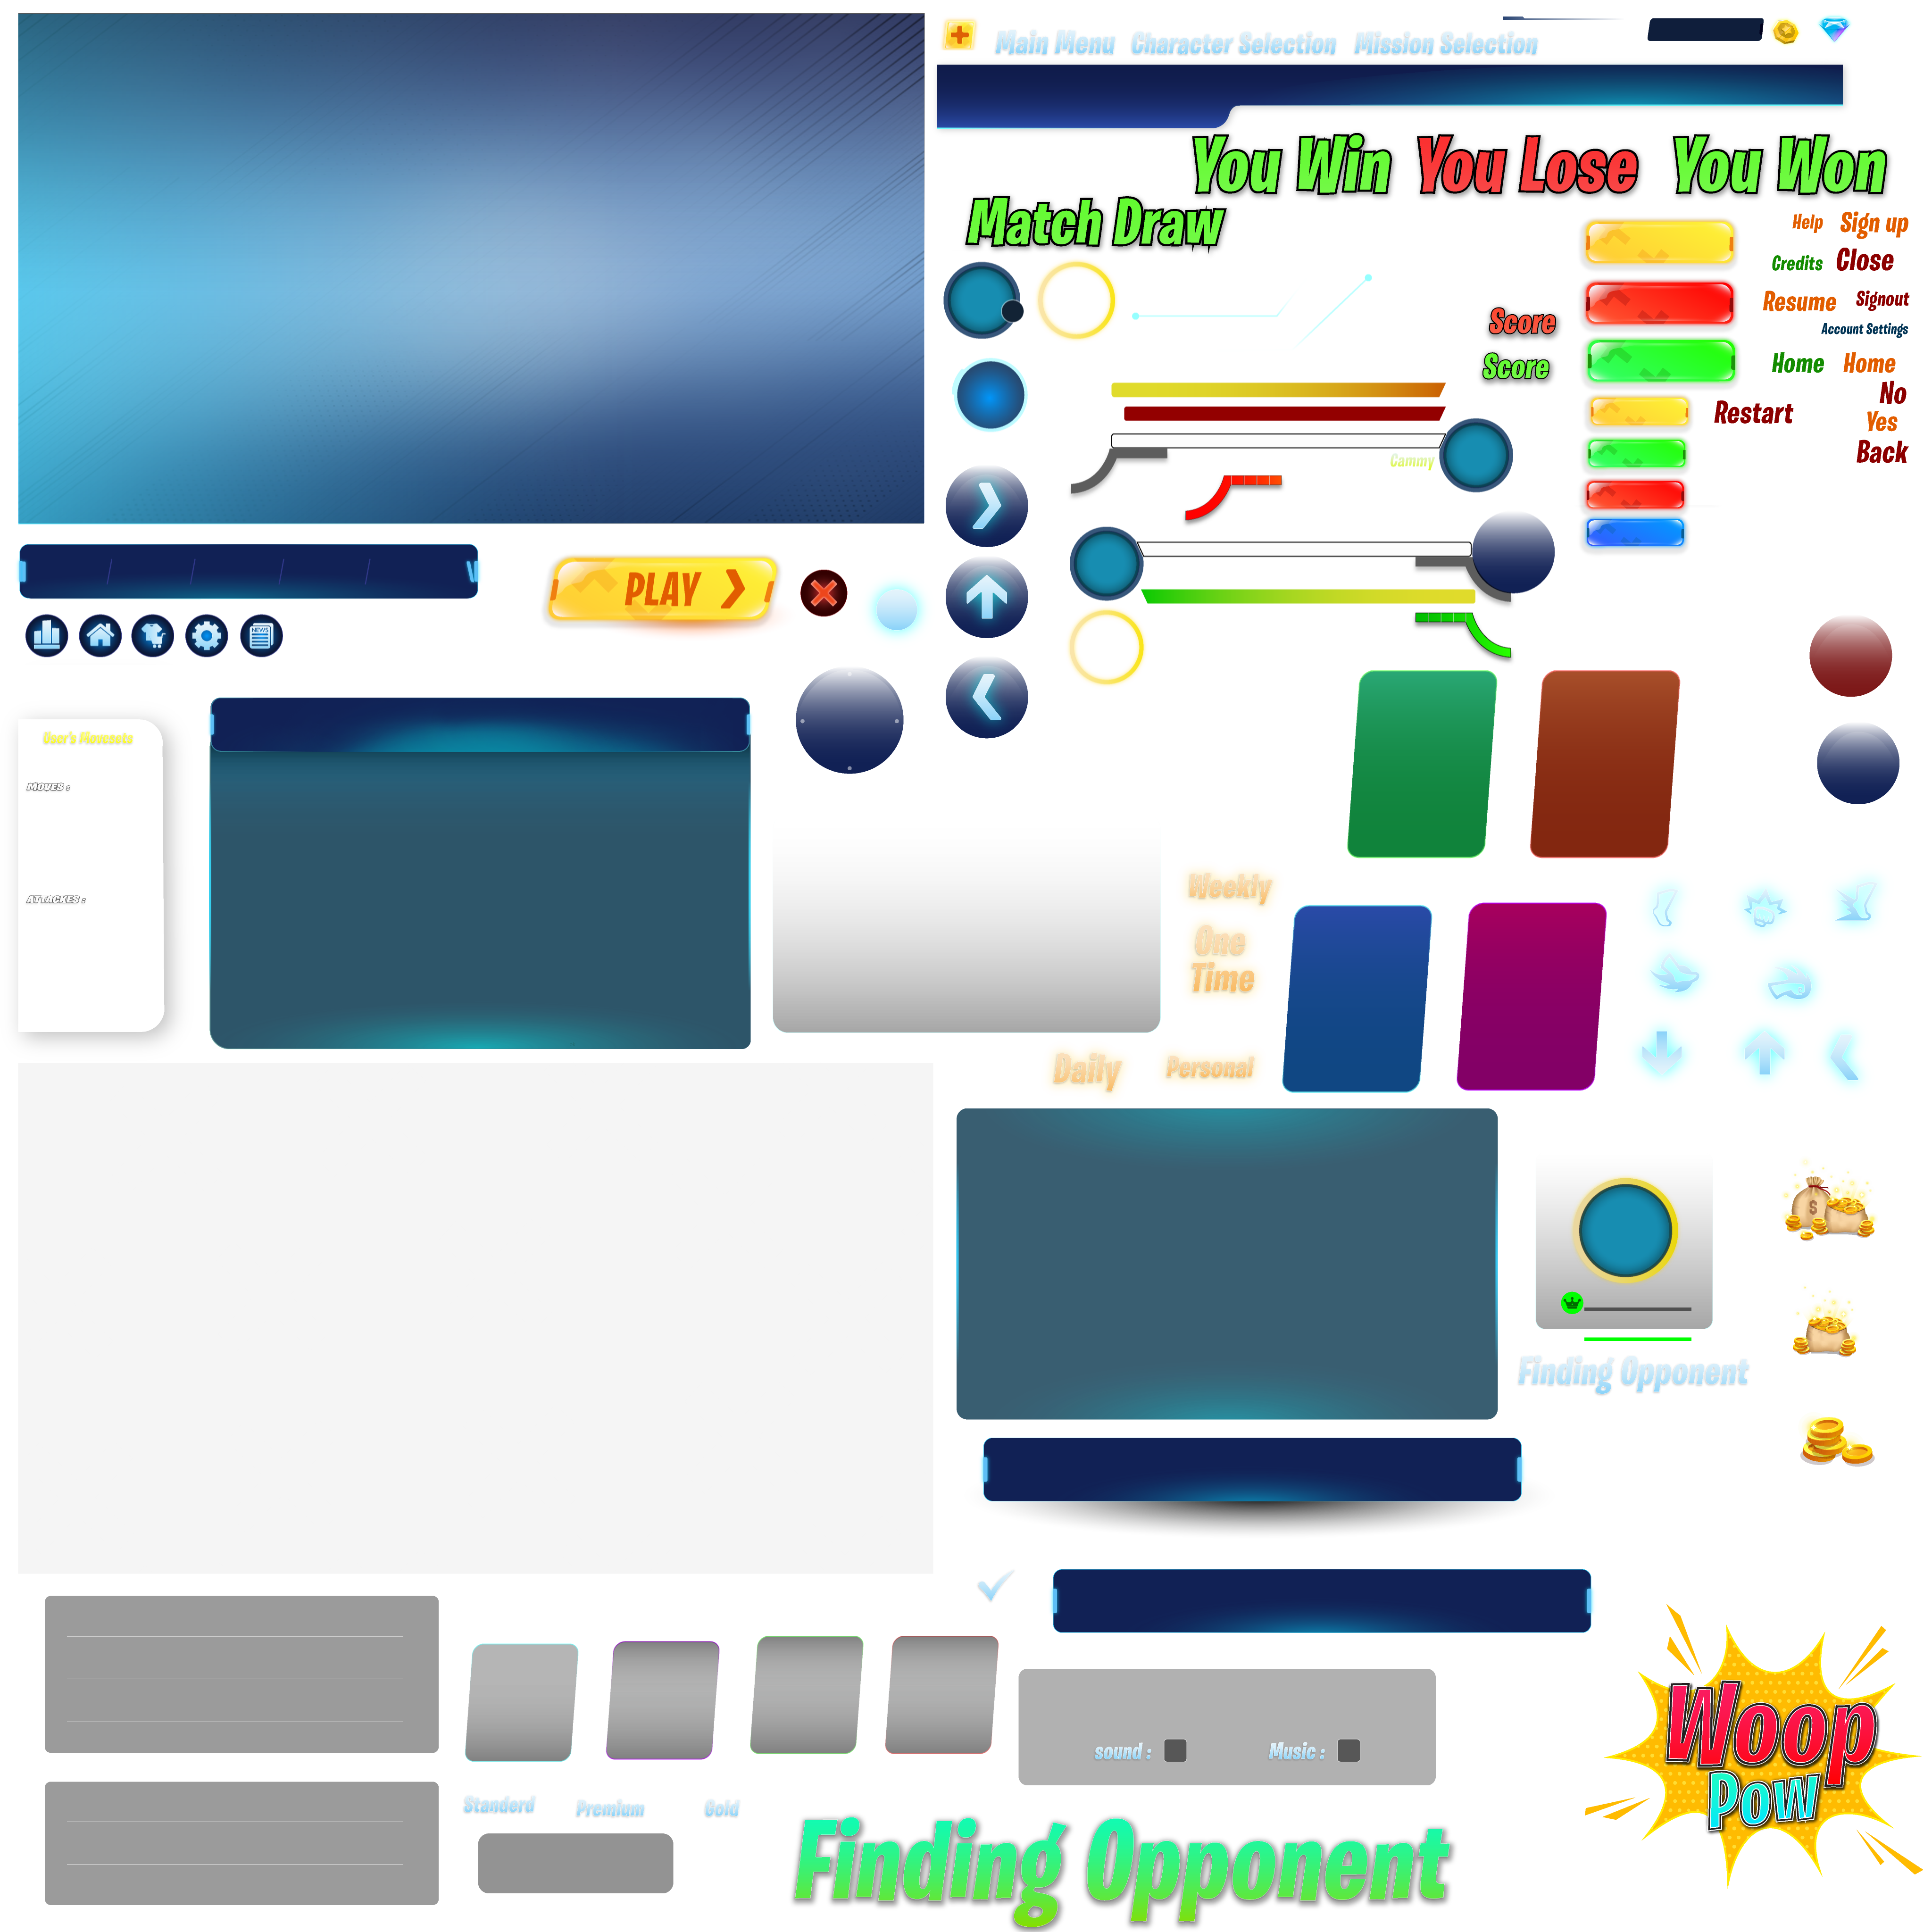 Main Menu Character Selection Mission Selection
You Win You Lose You Won
Match Draw
Help Sign up
Credits Close
Resume Signout
Score
Account Settings
Score
Home Home
No
Restart
Yes
Back
Cammy
PLAY
NEWS
User's Movesets
MOVES :
ATTACKES :
Weekly
One
Time
Daily
Personal
$
Finding Opponent
sound :
Music :
Standerd
Premium
Gold
Woop
Pow
Finding Opponent